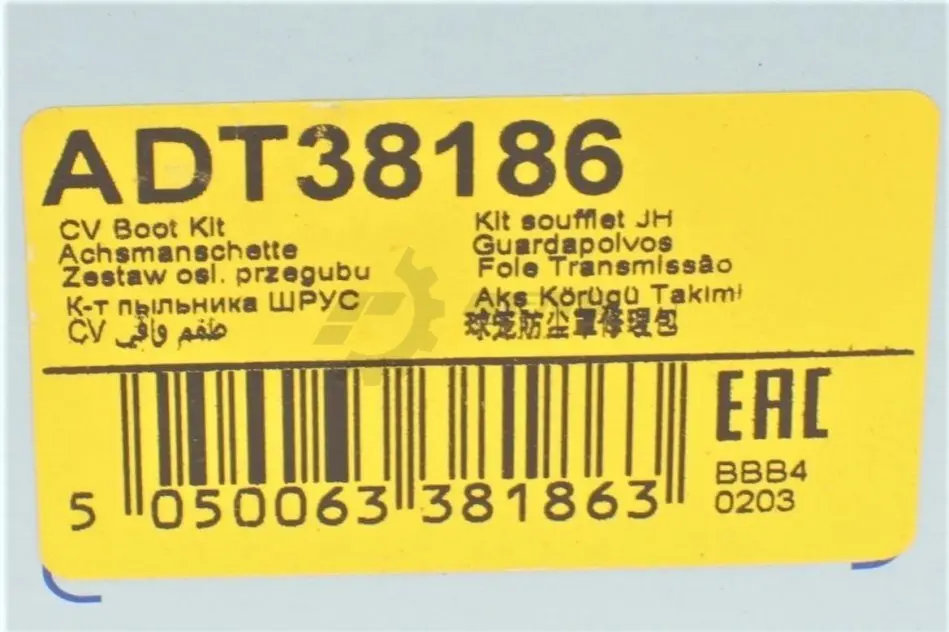 ADT38186
CV Boot Kit
Achsmanschette
Zestaw osl. przegubu
К-т пыльника ШРУС
CV طقم واقي
Kit soufflet JH
Guardapolvos
Fole Transmissão
Aks Körügü Takimi
球笼防尘罩修理包
EAC
BBB4
0203
5 050063 381863